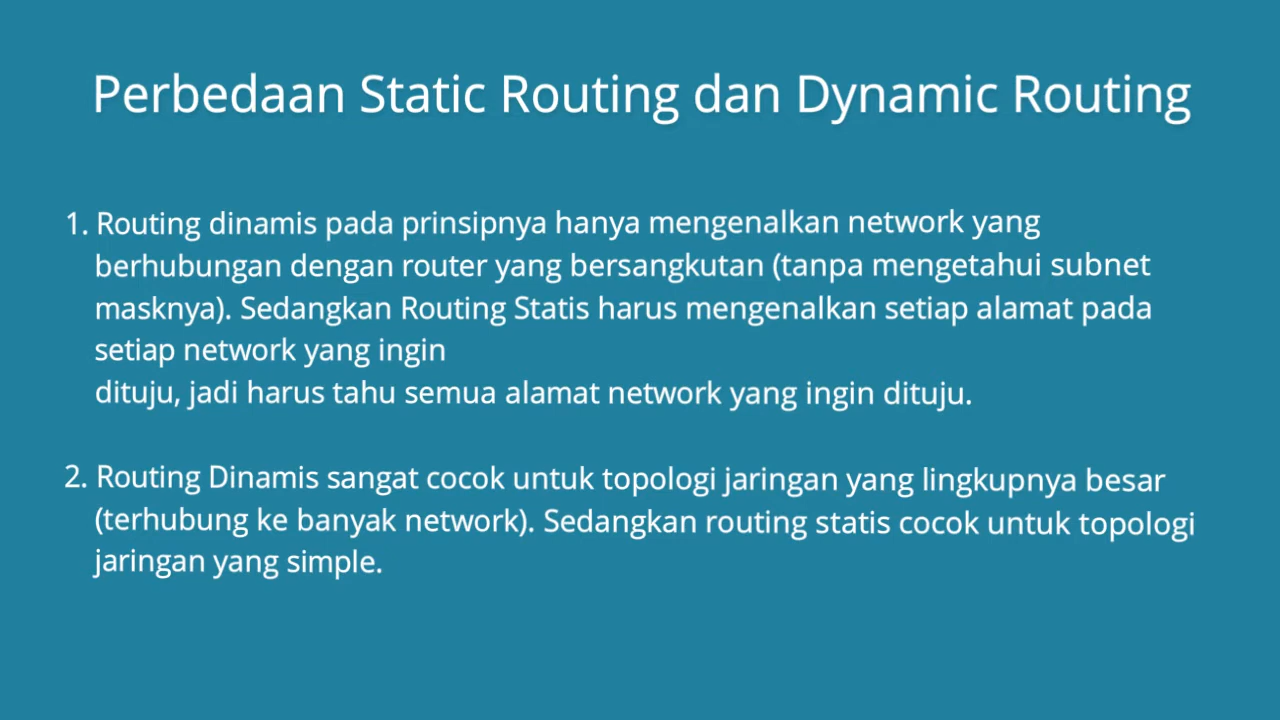 Perbedaan Static Routing dan Dynamic Routing
1. Routing dinamis pada prinsipnya hanya mengenalkan network yang
berhubungan dengan router yang bersangkutan (tanpa mengetahui subnet
masknya). Sedangkan Routing Statis harus mengenalkan setiap alamat pada
setiap network yang ingin
dituju, jadi harus tahu semua alamat network yang ingin dituju.
2. Routing Dinamis sangat cocok untuk topologi jaringan yang lingkupnya besar
(terhubung ke banyak network). Sedangkan routing statis cocok untuk topologi
jaringan yang simple.